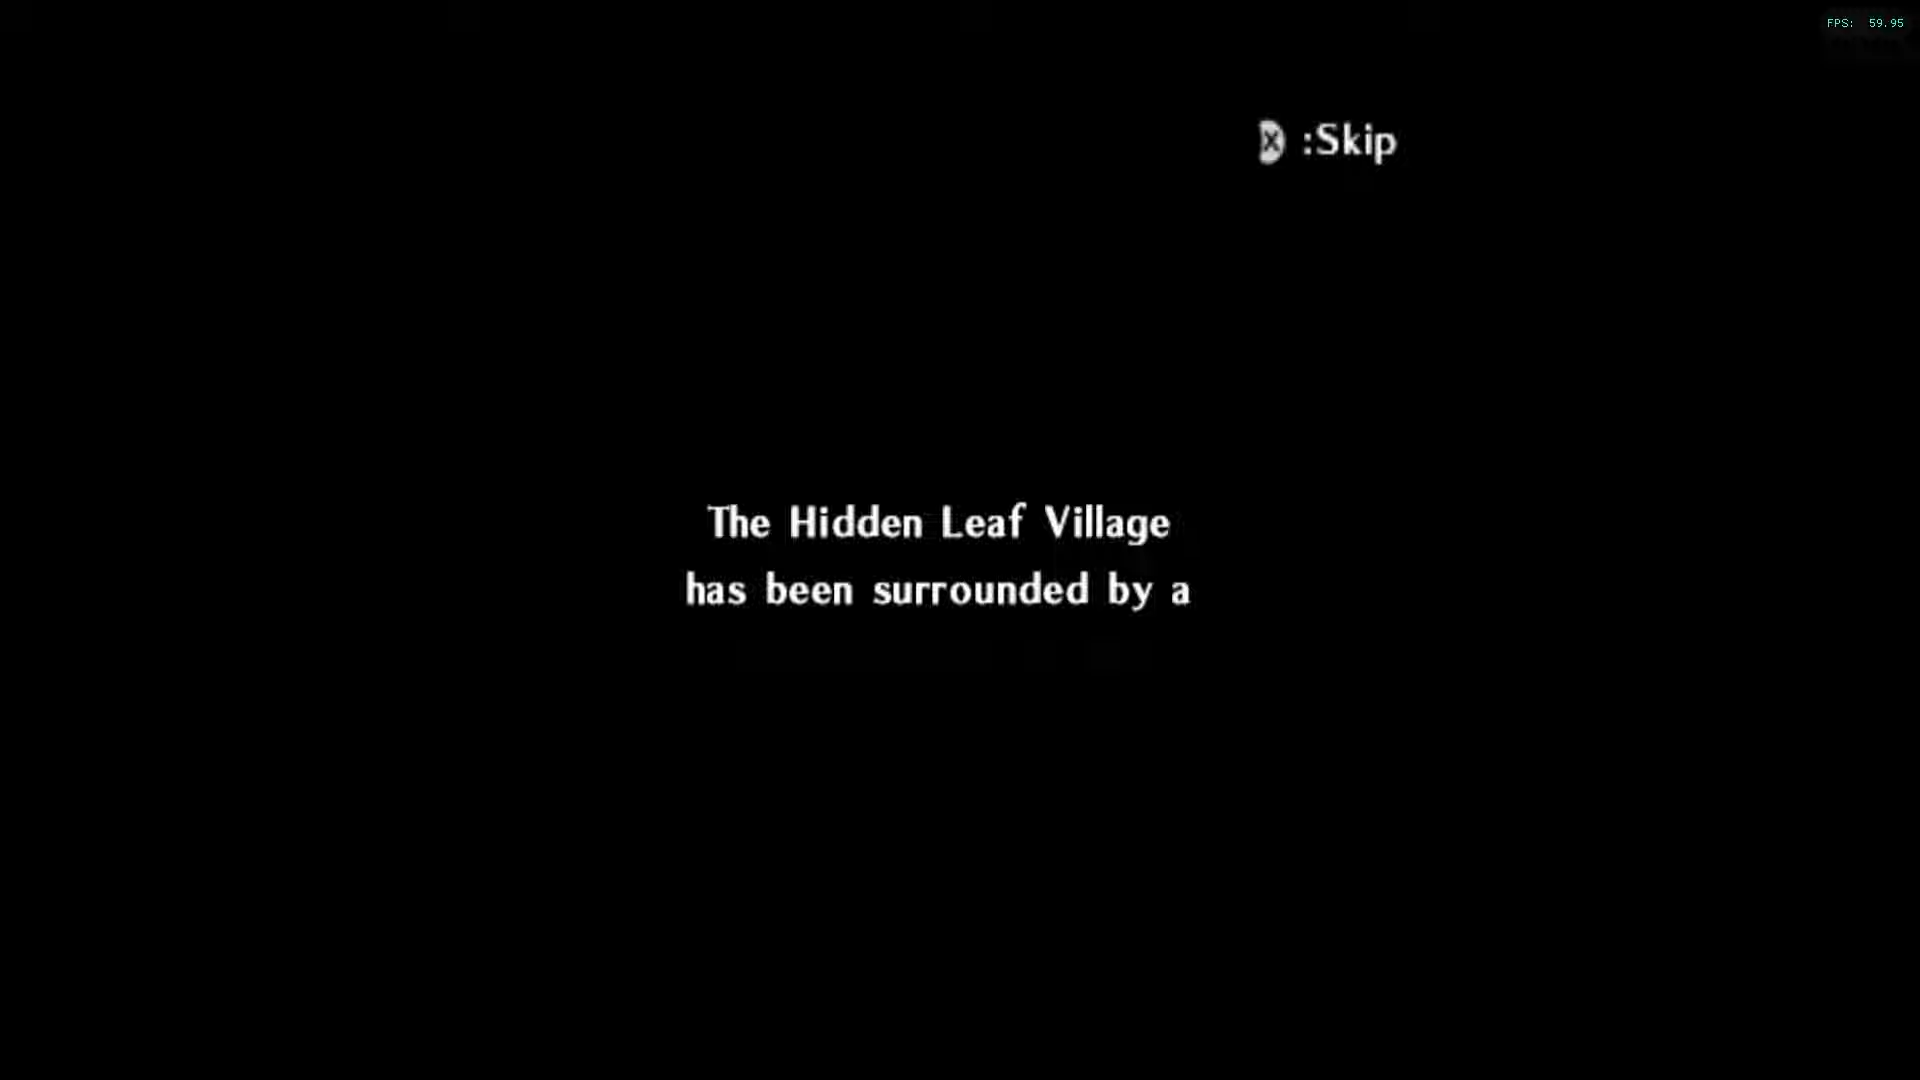 FPS: 59.95
X :Skip
The Hidden Leaf Village
has been surrounded by a